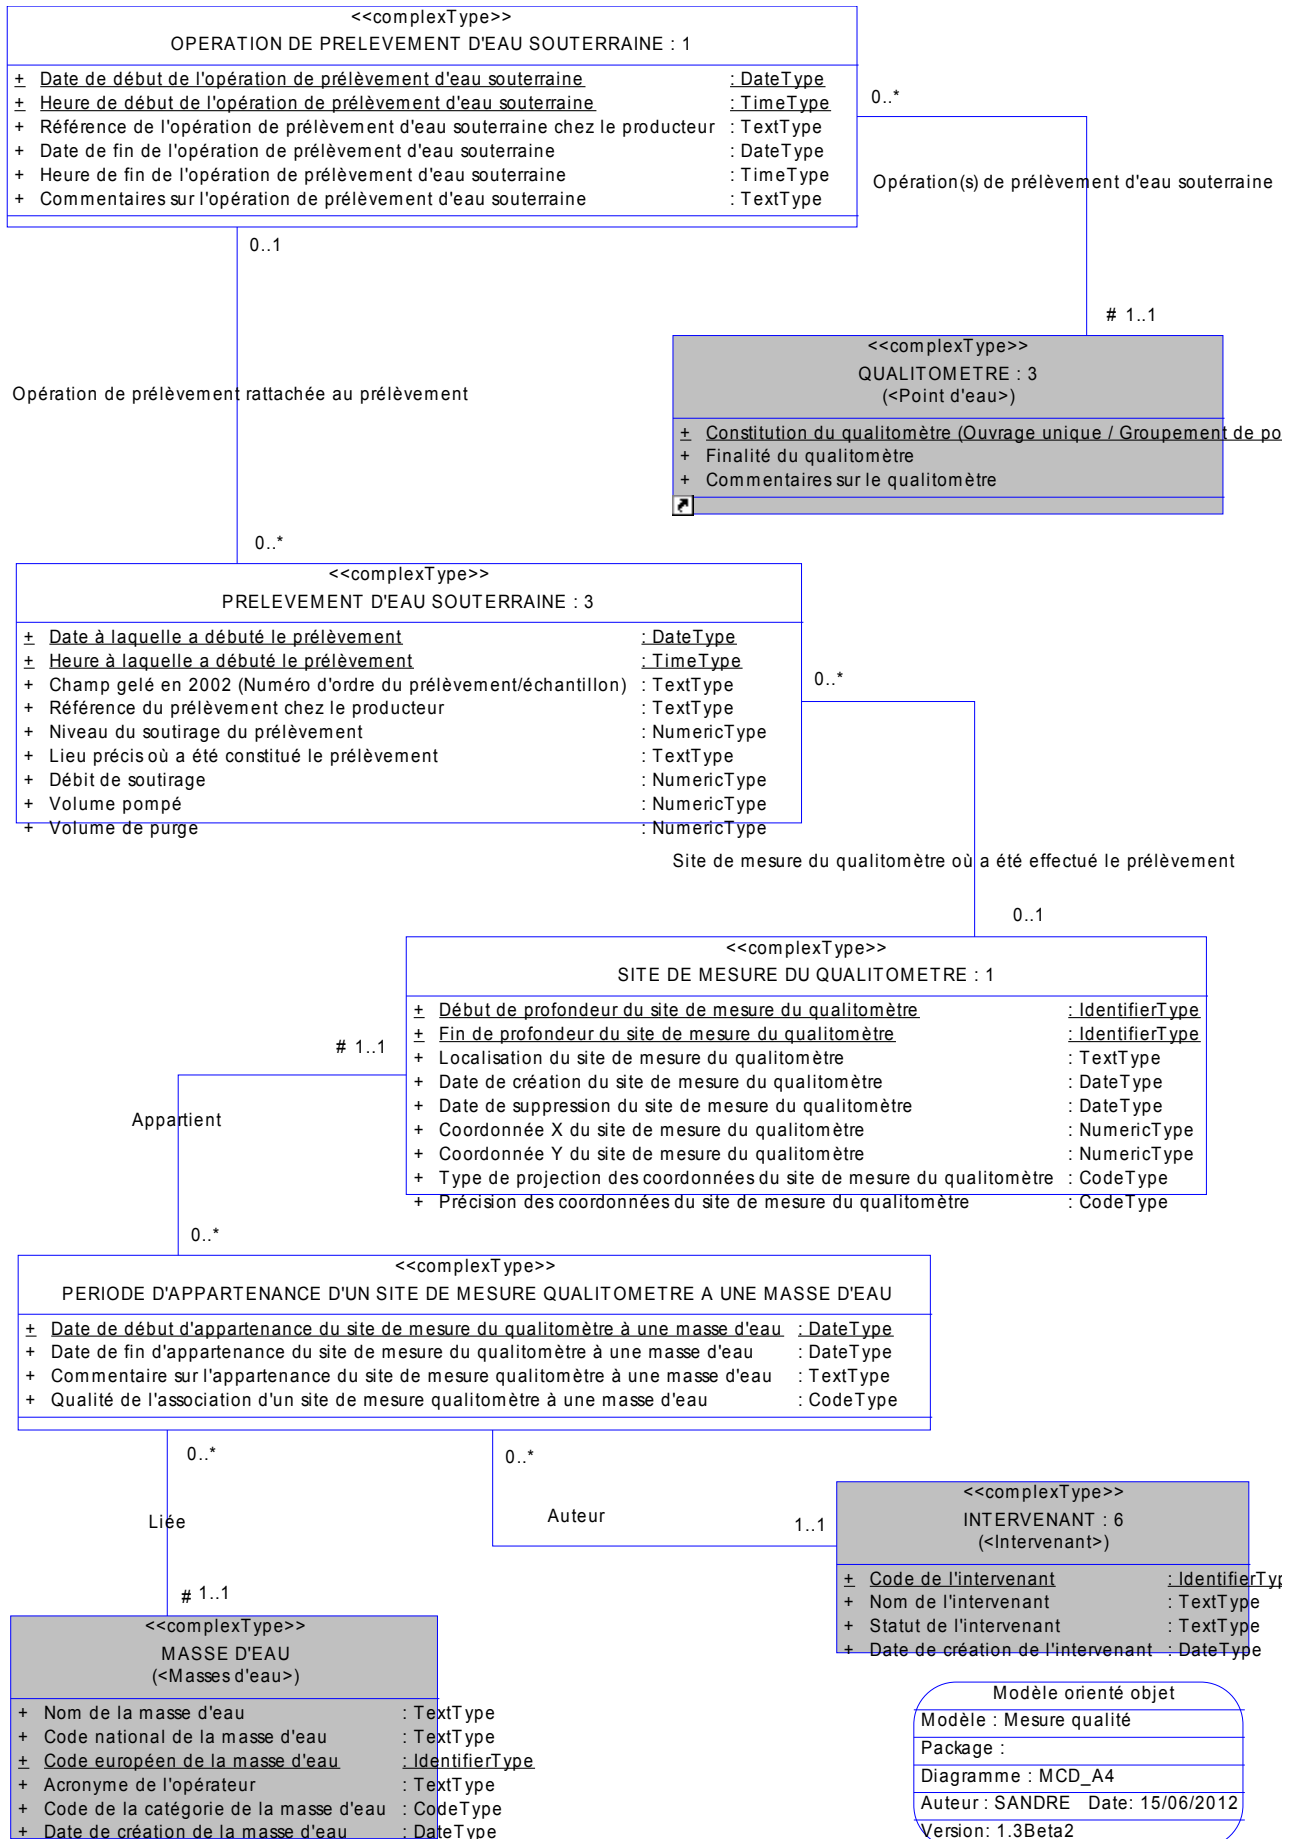 <<complexType>>
OPERATION DE PRELEVEMENT D'EAU SOUTERRAINE : 1
+ Date de début de l'opération de prélèvement d'eau souterraine : DateType
+ Heure de début de l'opération de prélèvement d'eau souterraine : TimeType
+ Référence de l'opération de prélèvement d'eau souterraine chez le producteur : TextType
+ Date de fin de l'opération de prélèvement d'eau souterraine : DateType
+ Heure de fin de l'opération de prélèvement d'eau souterraine : TimeType
+ Commentaires sur l'opération de prélèvement d'eau souterraine : TextType
0..*
Opération(s) de prélèvement d'eau souterraine
0..1
# 1..1
<<complexType>>
QUALITOMETRE : 3
(<Point d'eau>)
+ Constitution du qualitomètre (Ouvrage unique / Groupement de po
+ Finalité du qualitomètre
+ Commentaires sur le qualitomètre
Opération de prélèvement rattachée au prélèvement
0..*
<<complexType>>
PRELEVEMENT D'EAU SOUTERRAINE : 3
+ Date à laquelle a débuté le prélèvement : DateType
+ Heure à laquelle a débuté le prélèvement : TimeType
+ Champ gelé en 2002 (Numéro d'ordre du prélèvement/échantillon) : TextType
+ Référence du prélèvement chez le producteur : TextType
+ Niveau du soutirage du prélèvement : NumericType
+ Lieu précis où a été constitué le prélèvement : TextType
+ Débit de soutirage : NumericType
+ Volume pompé : NumericType
+ Volume de purge : NumericType
0..*
Site de mesure du qualitomètre où a été effectué le prélèvement
0..1
<<complexType>>
SITE DE MESURE DU QUALITOMETRE : 1
+ Début de profondeur du site de mesure du qualitomètre : IdentifierType
+ Fin de profondeur du site de mesure du qualitomètre : IdentifierType
+ Localisation du site de mesure du qualitomètre : TextType
+ Date de création du site de mesure du qualitomètre : DateType
+ Date de suppression du site de mesure du qualitomètre : DateType
+ Coordonnée X du site de mesure du qualitomètre : NumericType
+ Coordonnée Y du site de mesure du qualitomètre : NumericType
+ Type de projection des coordonnées du site de mesure du qualitomètre : CodeType
+ Précision des coordonnées du site de mesure du qualitomètre : CodeType
# 1..1
Appartient
0..*
<<complexType>>
PERIODE D'APPARTENANCE D'UN SITE DE MESURE QUALITOMETRE A UNE MASSE D'EAU
+ Date de début d'appartenance du site de mesure du qualitomètre à une masse d'eau : DateType
+ Date de fin d'appartenance du site de mesure du qualitomètre à une masse d'eau : DateType
+ Commentaire sur l'appartenance du site de mesure qualitomètre à une masse d'eau : TextType
+ Qualité de l'association d'un site de mesure qualitomètre à une masse d'eau : CodeType
0..*
0..*
Liée
Auteur
1..1
# 1..1
<<complexType>>
INTERVENANT : 6
(<Intervenant>)
+ Code de l'intervenant : IdentifierTyp
+ Nom de l'intervenant : TextType
+ Statut de l'intervenant : TextType
+ Date de création de l'intervenant : DateType
<<complexType>>
MASSE D'EAU
(<Masses d'eau>)
+ Nom de la masse d'eau : TextType
+ Code national de la masse d'eau : TextType
+ Code européen de la masse d'eau : IdentifierType
+ Acronyme de l'opérateur : TextType
+ Code de la catégorie de la masse d'eau : CodeType
+ Date de création de la masse d'eau : DateType
Modèle orienté objet
Modèle : Mesure qualité
Package :
Diagramme : MCD_A4
Auteur : SANDRE Date: 15/06/2012
Version: 1.3Beta2